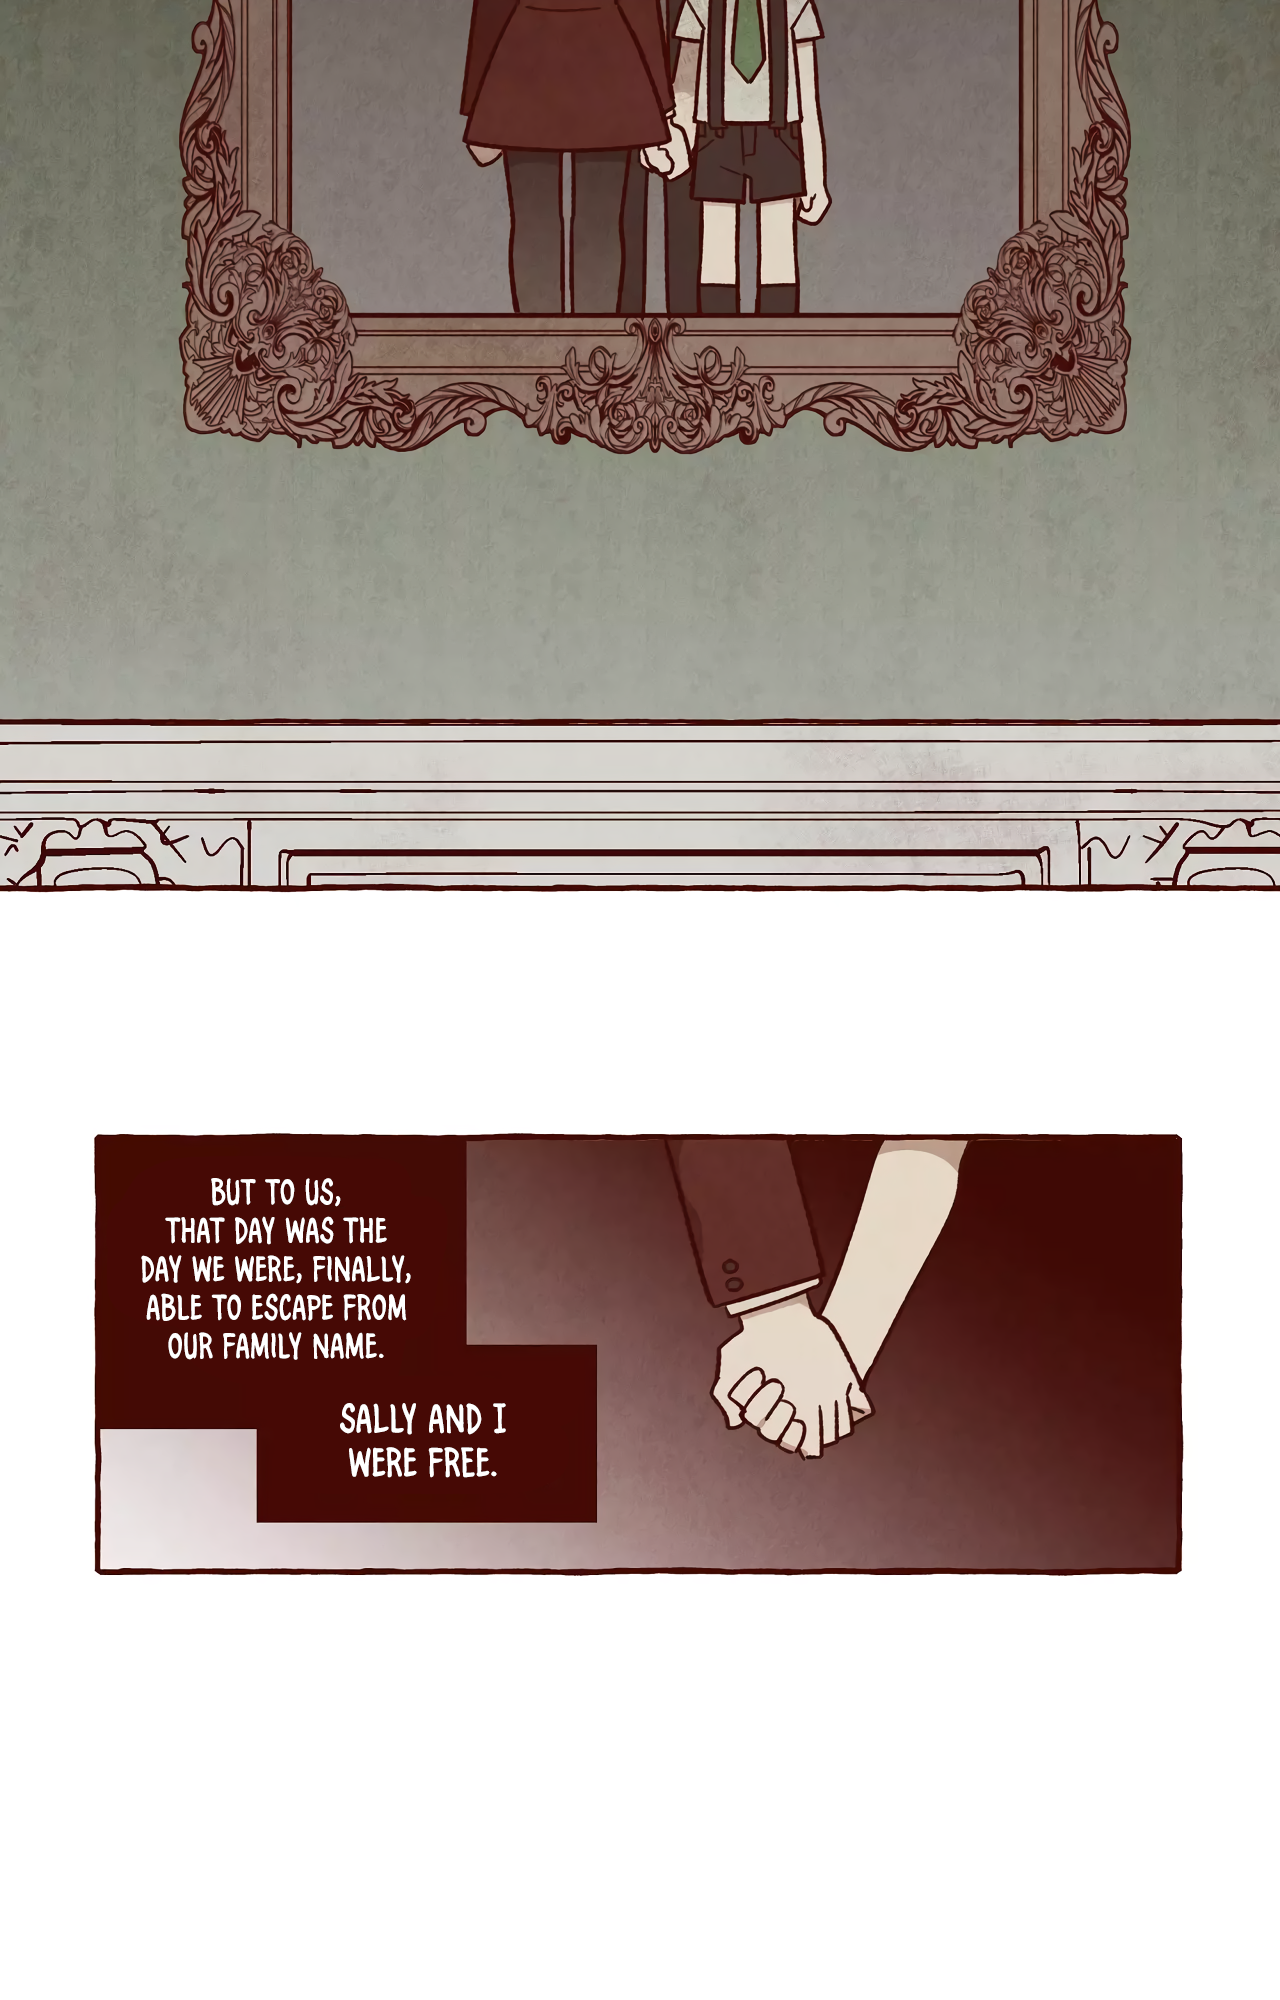 BUT TO US,
THAT DAY WAS THE
DAY WE WERE, FINALLY,
ABLE TO ESCAPE FROM
OUR FAMILY NAME.
SALLY AND I
WERE FREE.